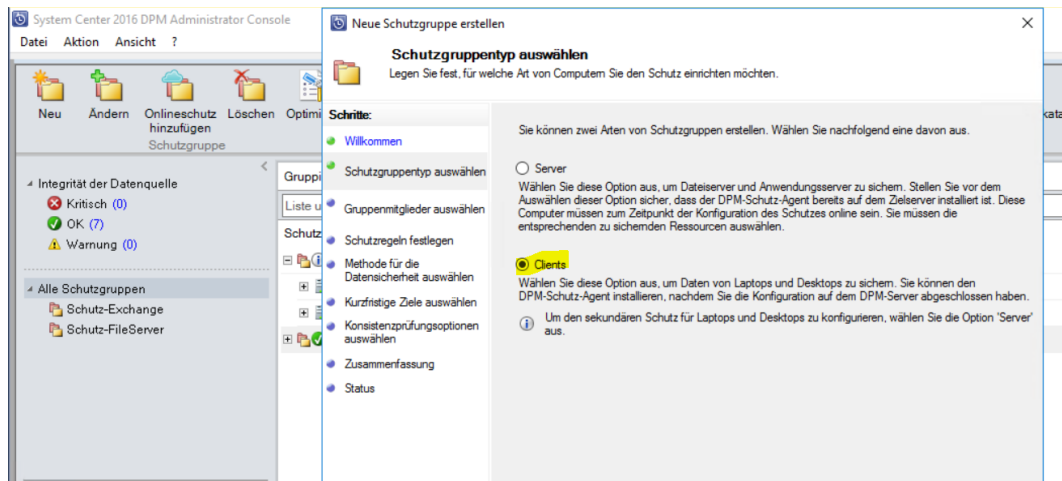 System Center 2016 DPM Administrator Console
Datei Aktion Ansicht ?
Neu Ändern Onlineschutz hinzufügen Löschen
Schutzgruppe
Integrität der Datenquelle
Kritisch (0)
OK (7)
Warnung (0)
Alle Schutzgruppen
Schutz-Exchange
Schutz-FileServer
Neue Schutzgruppe erstellen
Schutzgruppentyp auswählen
Legen Sie fest, für welche Art von Computern Sie den Schutz einrichten möchten.
Schritte:
Willkommen
Schutzgruppentyp auswählen
Gruppenmitglieder auswählen
Schutzregeln festlegen
Methode für die
Datensicherheit auswählen
Kurzfristige Ziele auswählen
Konsistenzprüfungsoptionen
auswählen
Zusammenfassung
Status
Sie können zwei Arten von Schutzgruppen erstellen. Wählen Sie nachfolgend eine davon aus.
Server
Wählen Sie diese Option aus, um Dateiserver und Anwendungsserver zu sichern. Stellen Sie vor dem
Auswählen dieser Option sicher, dass der DPM-Schutz-Agent bereits auf dem Zielserver installiert ist. Diese
Computer müssen zum Zeitpunkt der Konfiguration des Schutzes online sein. Sie müssen die
entsprechenden zu sichernden Ressourcen auswählen.
Clients
Wählen Sie diese Option aus, um Daten von Laptops und Desktops zu sichern. Sie können den
DPM-Schutz-Agent installieren, nachdem Sie die Konfiguration auf dem DPM-Server abgeschlossen haben.
Um den sekundären Schutz für Laptops und Desktops zu konfigurieren, wählen Sie die Option 'Server'
aus.